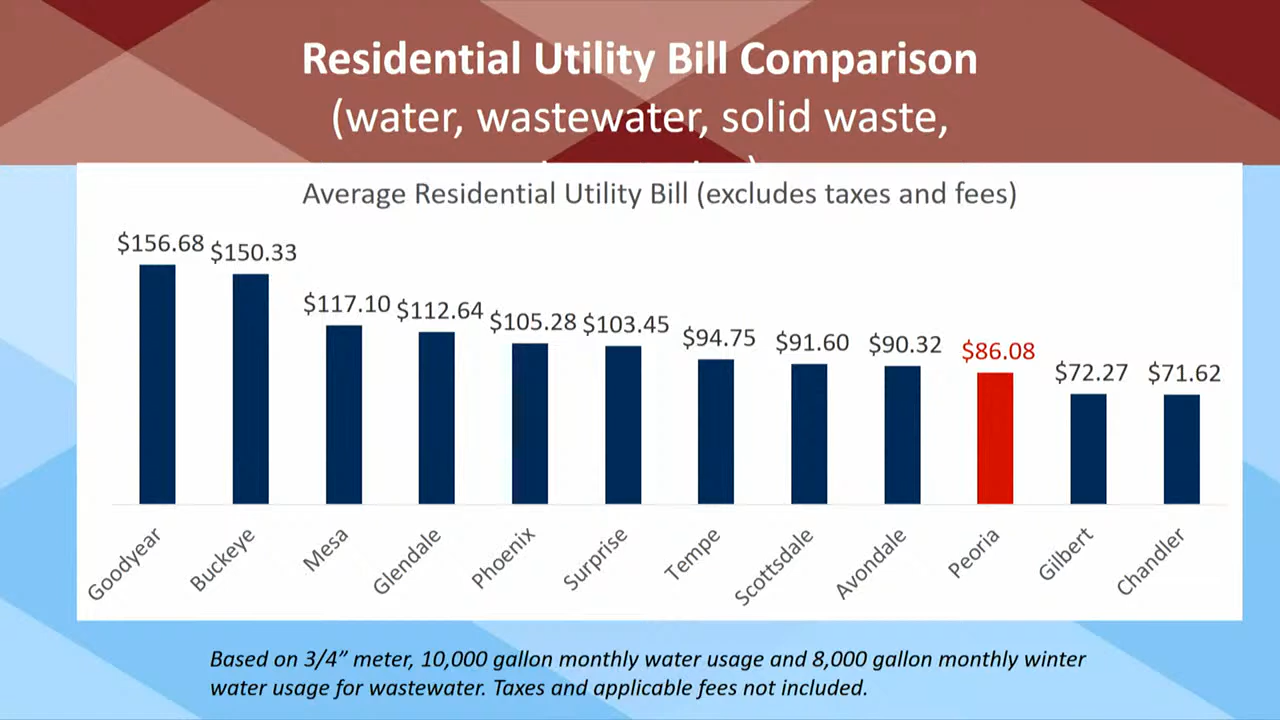 Residential Utility Bill Comparison
(water, wastewater, solid waste,
Average Residential Utility Bill (excludes taxes and fees)
$156.68 $150.33 $117.10 $112.64 $105.28 $103.45 $94.75 $91.60 $90.32 $86.08 $72.27 $71.62
Goodyear Buckeye Mesa Glendale Phoenix Surprise Tempe Scottsdale Avondale Peoria Gilbert Chandler
Based on 3/4” meter, 10,000 gallon monthly water usage and 8,000 gallon monthly winter
water usage for wastewater. Taxes and applicable fees not included.